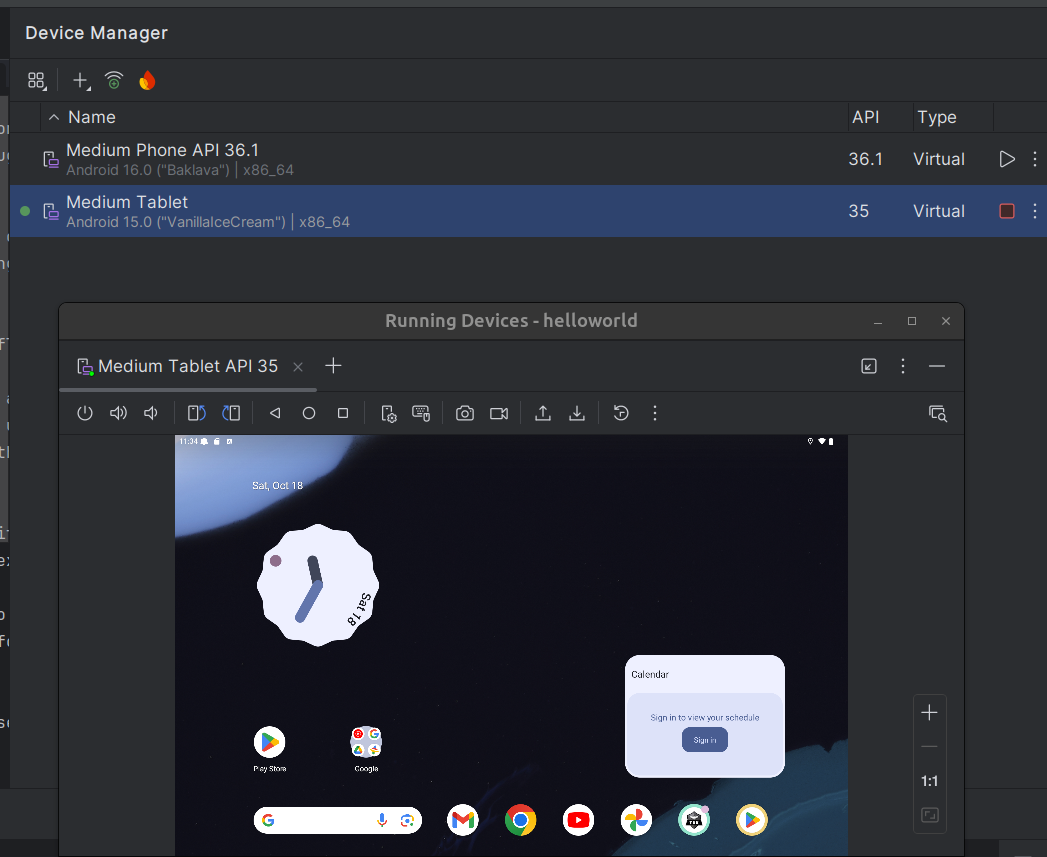 Device Manager
Name
API
Type
Medium Phone API 36.1
Android 16.0 ("Baklava") | x86_64
36.1
Virtual
Medium Tablet
Android 15.0 ("VanillaIceCream") | x86_64
35
Virtual
Running Devices - helloworld
Medium Tablet API 35
11:34
Sat, Oct 18
Sat 18
Calendar
Sign in to view your schedule
Sign in
Play Store
Google
1:1